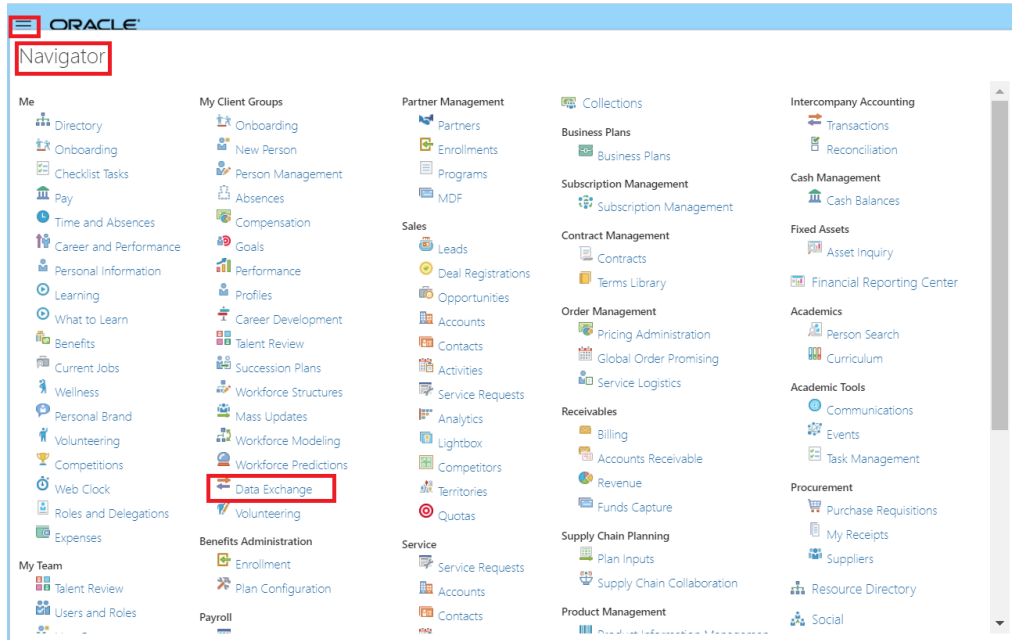 ORACLE
Navigator
Me
Directory
Onboarding
Checklist Tasks
Pay
Time and Absences
Career and Performance
Personal Information
Learning
What to Learn
Benefits
Current Jobs
Wellness
Personal Brand
Volunteering
Competitions
Web Clock
Roles and Delegations
Expenses
My Team
Talent Review
Users and Roles
My Client Groups
Onboarding
New Person
Person Management
Absences
Compensation
Goals
Performance
Profiles
Career Development
Talent Review
Succession Plans
Workforce Structures
Mass Updates
Workforce Modeling
Workforce Predictions
Data Exchange
Volunteering
Benefits Administration
Enrollment
Plan Configuration
Payroll
Partner Management
Partners
Enrollments
Programs
MDF
Sales
Leads
Deal Registrations
Opportunities
Accounts
Contacts
Activities
Service Requests
Analytics
Lightbox
Competitors
Territories
Quotas
Service
Service Requests
Accounts
Contacts
Collections
Business Plans
Business Plans
Subscription Management
Subscription Management
Contract Management
Contracts
Terms Library
Order Management
Pricing Administration
Global Order Promising
Service Logistics
Receivables
Billing
Accounts Receivable
Revenue
Funds Capture
Supply Chain Planning
Plan Inputs
Supply Chain Collaboration
Product Management
Product Information Managemen
Intercompany Accounting
Transactions
Reconciliation
Cash Management
Cash Balances
Fixed Assets
Asset Inquiry
Financial Reporting Center
Academics
Person Search
Curriculum
Academic Tools
Communications
Events
Task Management
Procurement
Purchase Requisitions
My Receipts
Suppliers
Resource Directory
Social